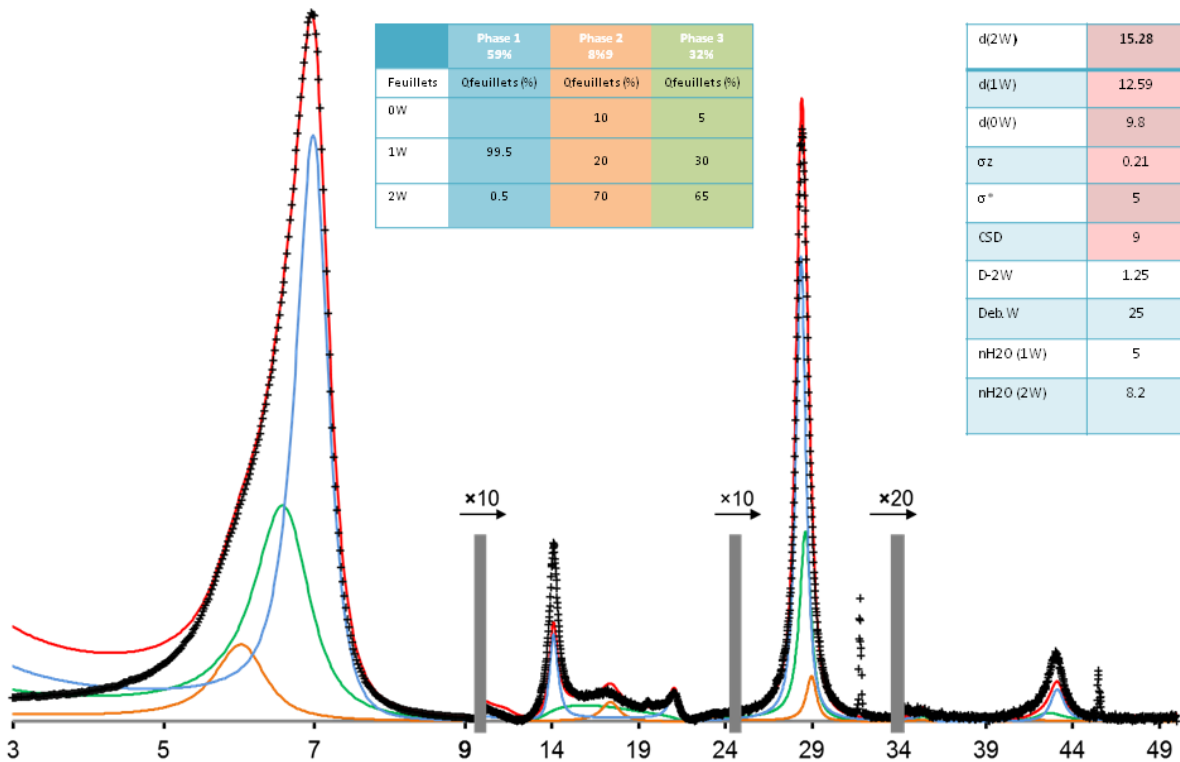 Phase 1 Phase 2 Phase 3
59% 8%9 32%
Feuillets Qfeuillets (%) Qfeuillets (%) Qfeuillets (%)
0W 10 5
1W 99.5 20 30
2W 0.5 70 65
d(2W) 15.28
d(1W) 12.59
d(0W) 9.8
σz 0.21
σ* 5
CSD 9
D-2W 1.25
Deb.W 25
nH2O (1W) 5
nH2O (2W) 8.2
×10 ×10 ×20
3 5 7 9 14 19 24 29 34 39 44 49